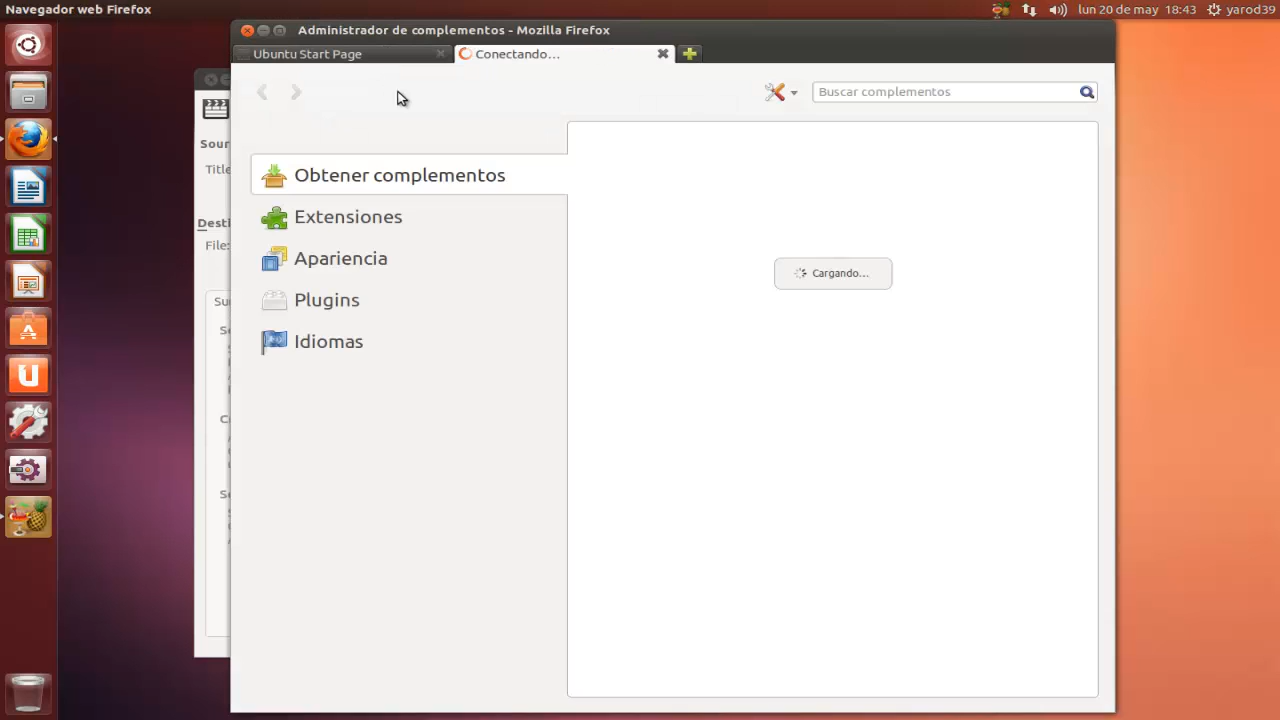 Navegador web Firefox
lun 20 de may
18:43
yarod39
Administrador de complementos - Mozilla Firefox
Ubuntu Start Page
Conectando...
Buscar complementos
Sour
Title
Desti
File:
Su
Obtener complementos
Extensiones
Apariencia
Plugins
Idiomas
Cargando...